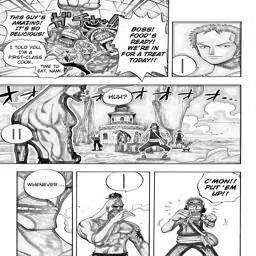 THIS GUY'S
AMAZING!
IT'S SO
DELICIOUS!
I TOLD YOU,
I'M A
FIRST-CLASS
COOK.
TIME TO
EAT, NAMI.
BOSS!
FOOD'S
READY!
WE'RE IN
FOR A TREAT
TODAY!!
HUH?
WHENEVER...
C'MON!!
PUT 'EM
UP!!